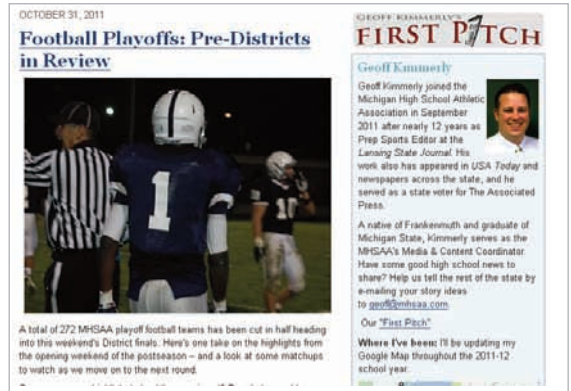 OCTOBER 31, 2011
Football Playoffs: Pre-Districts
in Review
1
10
A total of 272 MHSAA playoff football teams has been cut in half heading
into this weekend's District finals. Here's one take on the highlights from
the opening weekend of the postseason – and a look at some matchups
to watch as we move on to the next round.
GEOFF KIMMERLY'S
FIRST PITCH
Geoff Kimmerly
Geoff Kimmerly joined the
Michigan High School Athletic
Association in September
2011 after nearly 12 years as
Prep Sports Editor at the
Lansing State Journal. His
work also has appeared in USA Today and
newspapers across the state, and he
served as a state voter for The Associated
Press.
A native of Frankenmuth and graduate of
Michigan State, Kimmerly serves as the
MHSAA's Media & Content Coordinator.
Have some good high school news to
share? Help us tell the rest of the state by
e-mailing your story ideas
to geoff@mhsaa.com.
Our "First Pitch"
Where I've been: I'll be updating my
Google Map throughout the 2011-12
school year.